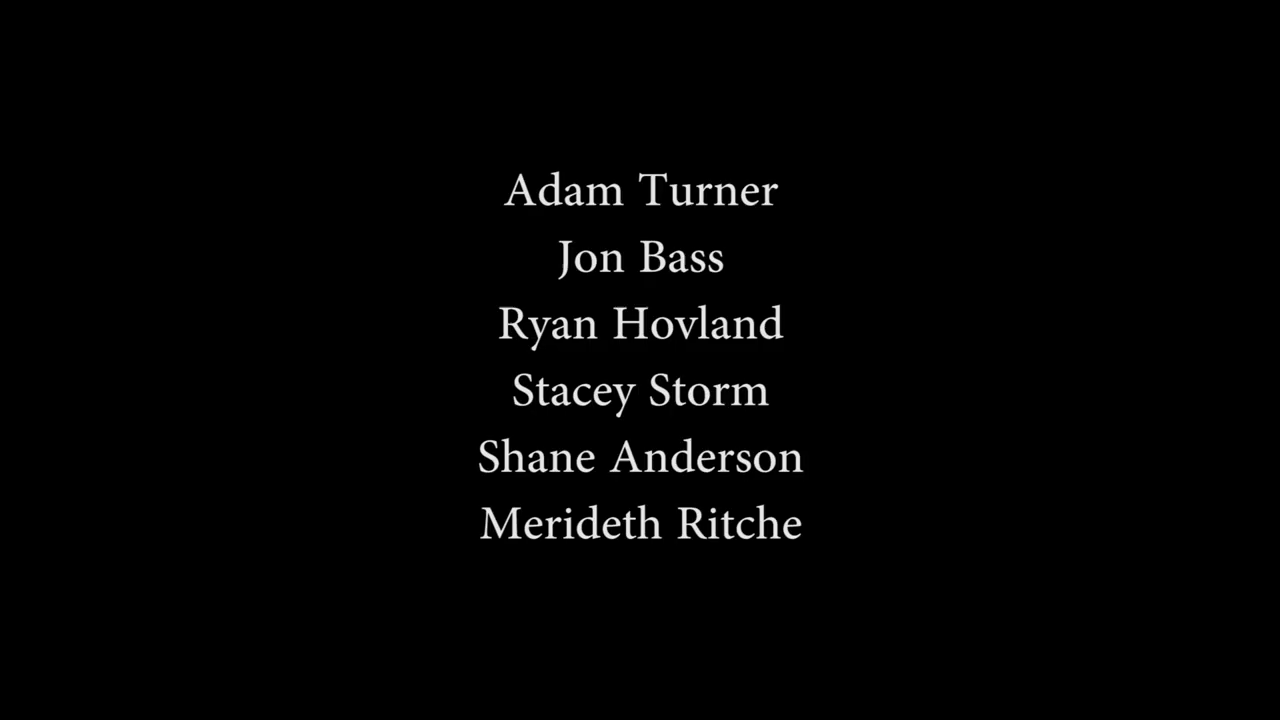 Adam Turner
Jon Bass
Ryan Hovland
Stacey Storm
Shane Anderson
Merideth Ritche